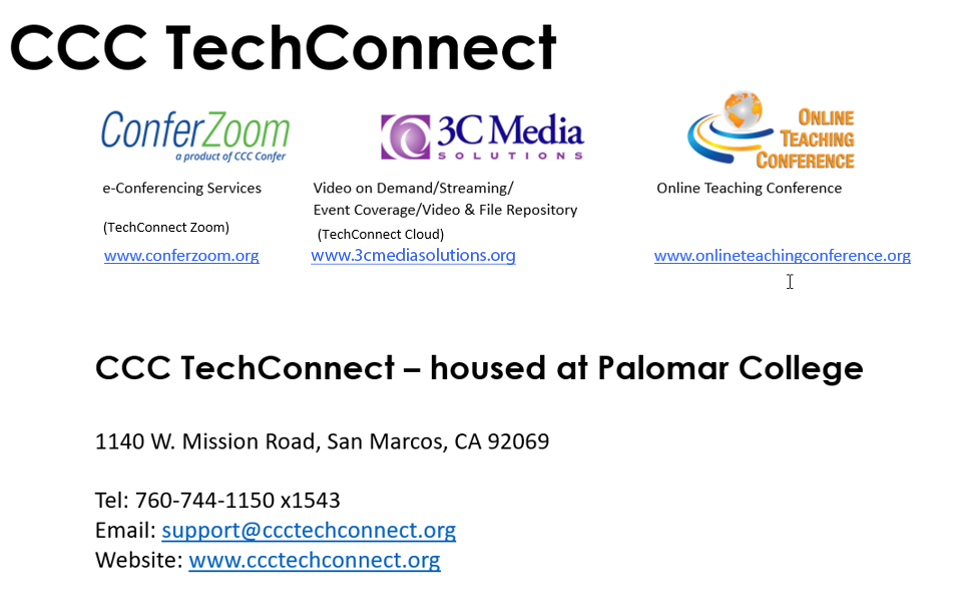 CCC TechConnect
ConferZoom
a product of CCC Confer
3C Media
SOLUTIONS
ONLINE
TEACHING
CONFERENCE
e-Conferencing Services
Video on Demand/Streaming/
Event Coverage/Video & File Repository
Online Teaching Conference
(TechConnect Zoom)
(TechConnect Cloud)
www.conferzoom.org
www.3cmediasolutions.org
www.onlineteachingconference.org
CCC TechConnect – housed at Palomar College
1140 W. Mission Road, San Marcos, CA 92069
Tel: 760-744-1150 x1543
Email: support@ccctechconnect.org
Website: www.ccctechconnect.org